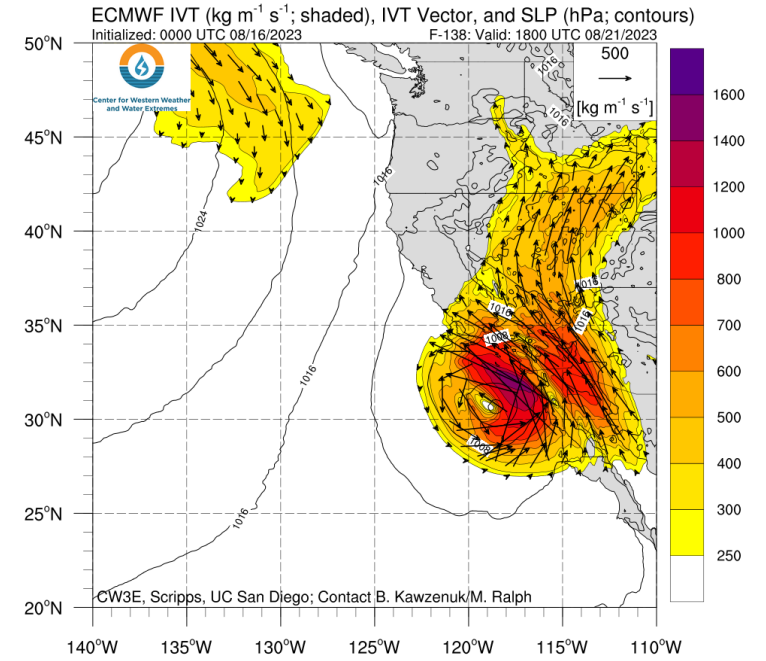 ECMWF IVT (kg m⁻¹ s⁻¹; shaded), IVT Vector, and SLP (hPa; contours)
Initialized: 0000 UTC 08/16/2023
F-138: Valid: 1800 UTC 08/21/2023
50°N
Center for Western Weather
and Water Extremes
500
[kg m⁻¹ s⁻¹]
1016
1016
1600
45°N
1400
1016
1200
1024
40°N
1000
800
1016
1016
1016
35°N
700
1008
600
1016
30°N
500
1008
400
1016
25°N
300
250
CW3E, Scripps, UC San Diego; Contact B. Kawzenuk/M. Ralph
20°N
140°W
135°W
130°W
125°W
120°W
115°W
110°W